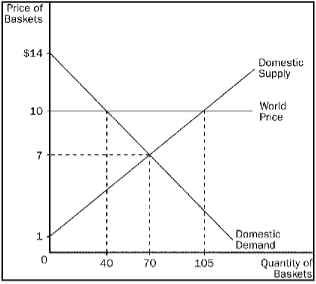 Price of
Baskets
$14
Domestic
Supply
10
World
Price
7
1
Domestic
Demand
0
40
70
105
Quantity of
Baskets